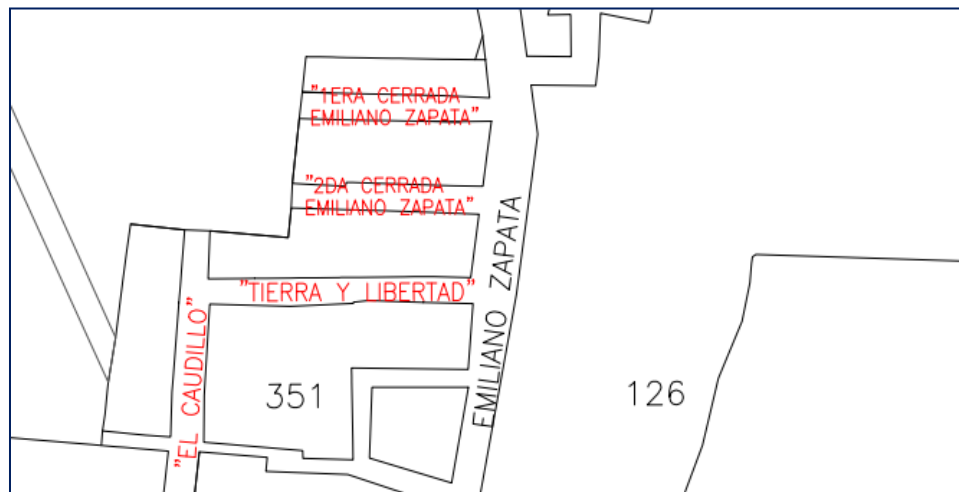 "1ERA CERRADA
EMILIANO ZAPATA"
"2DA CERRADA
EMILIANO ZAPATA"
EMILIANO ZAPATA
"TIERRA Y LIBERTAD"
"EL CAUDILLO"
351
126